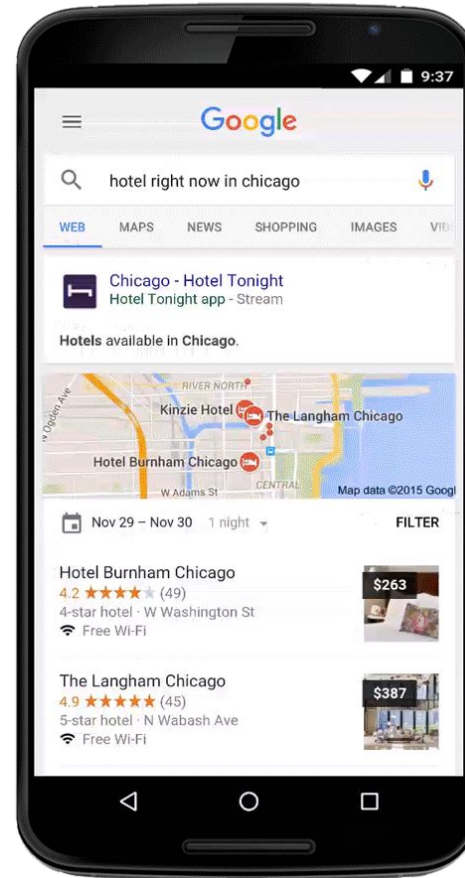 9:37
Google
hotel right now in chicago
WEB MAPS NEWS SHOPPING IMAGES VID
Chicago - Hotel Tonight
Hotel Tonight app - Stream
Hotels available in Chicago.
N Ogden Ave
RIVER NORTH
Kinzie Hotel
The Langham Chicago
Hotel Burnham Chicago
CENTRAL
W Adams St
Map data ©2015 Googl
Nov 29 – Nov 30 1 night FILTER
Hotel Burnham Chicago
4.2 (49)
4-star hotel · W Washington St
Free Wi-Fi
$263
The Langham Chicago
4.9 (45)
5-star hotel · N Wabash Ave
Free Wi-Fi
$387